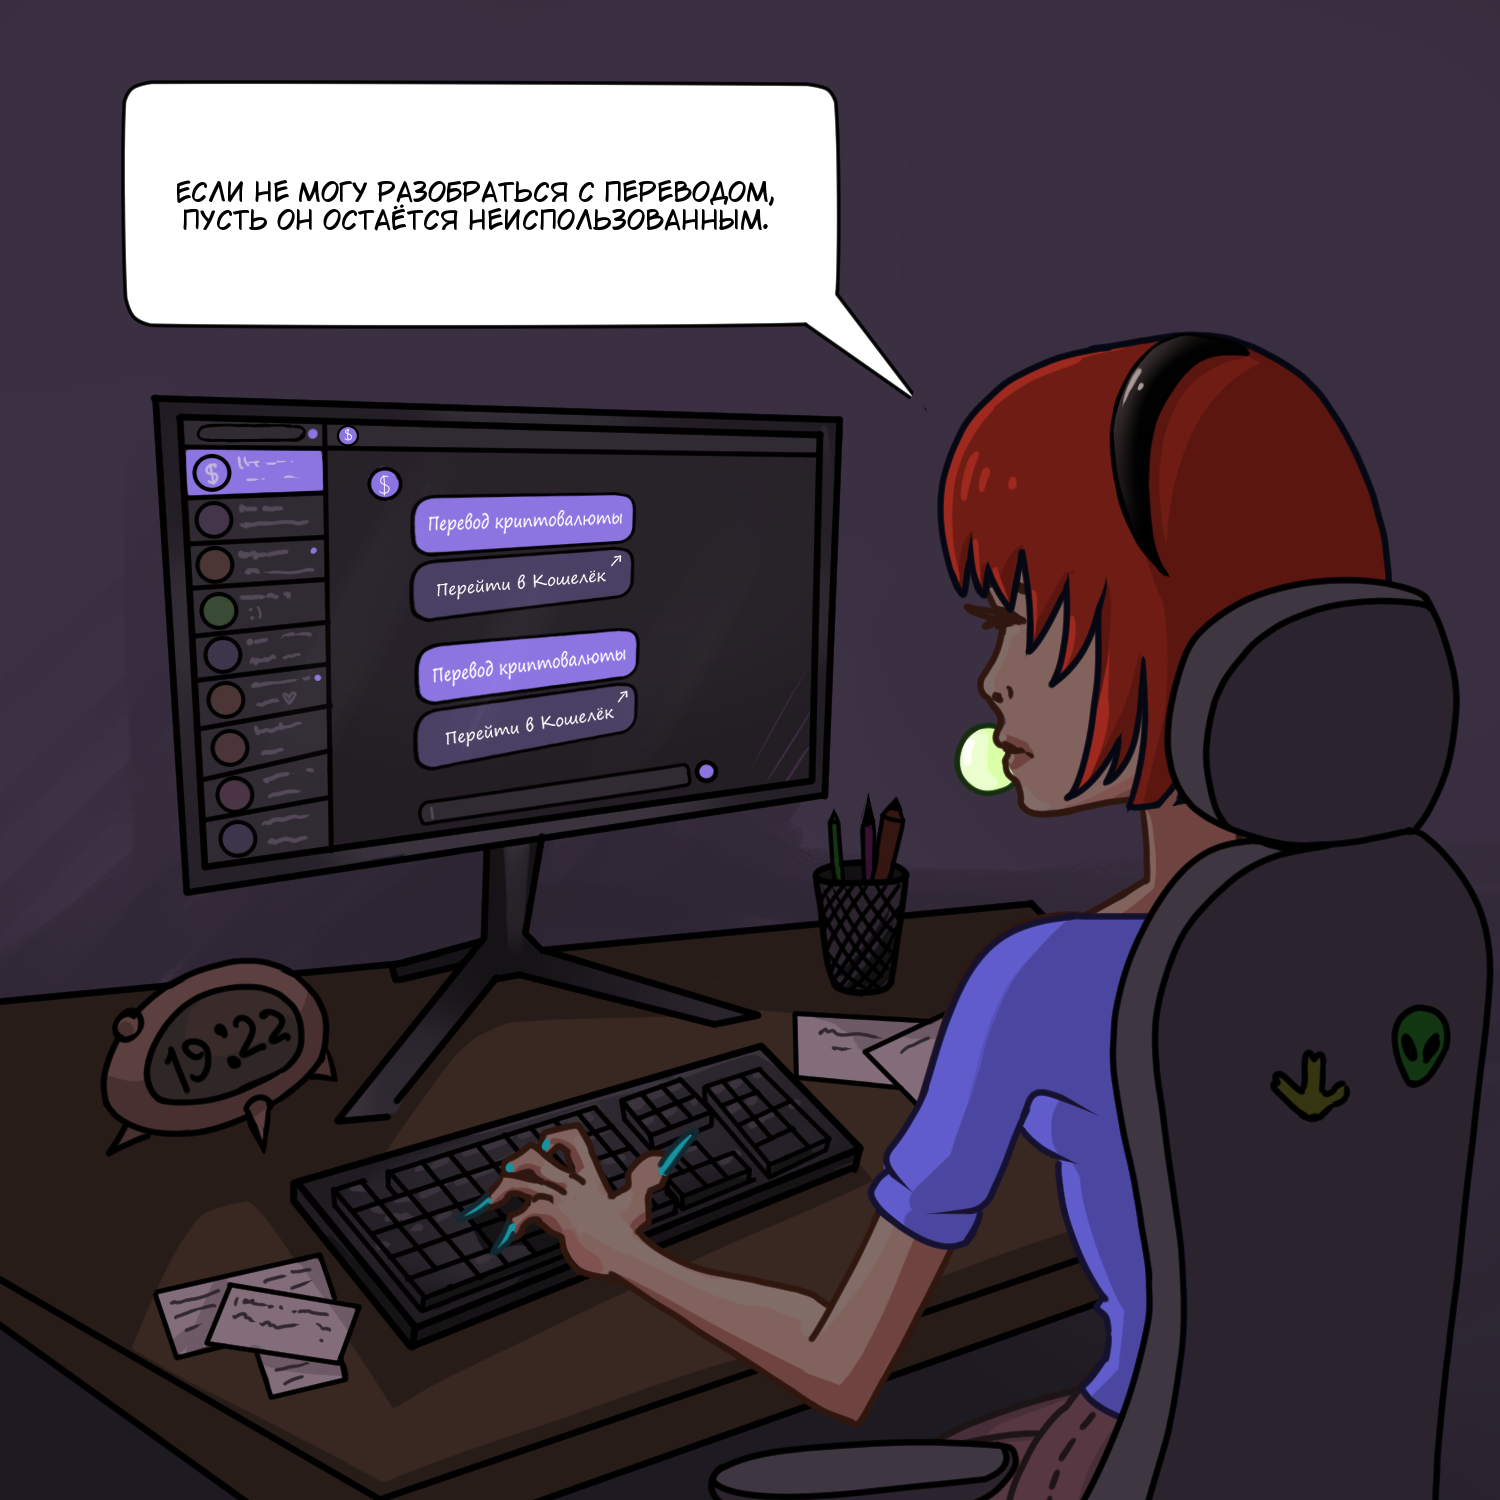 ЕСЛИ НЕ МОГУ РАЗОБРАТЬСЯ С ПЕРЕВОДОМ,
ПУСТЬ ОН ОСТАЁТСЯ НЕИСПОЛЬЗОВАННЫМ.
$
$
:)
$
Перевод криптовалюты
Перейти в Кошелёк
Перевод криптовалюты
Перейти в Кошелёк
19:22